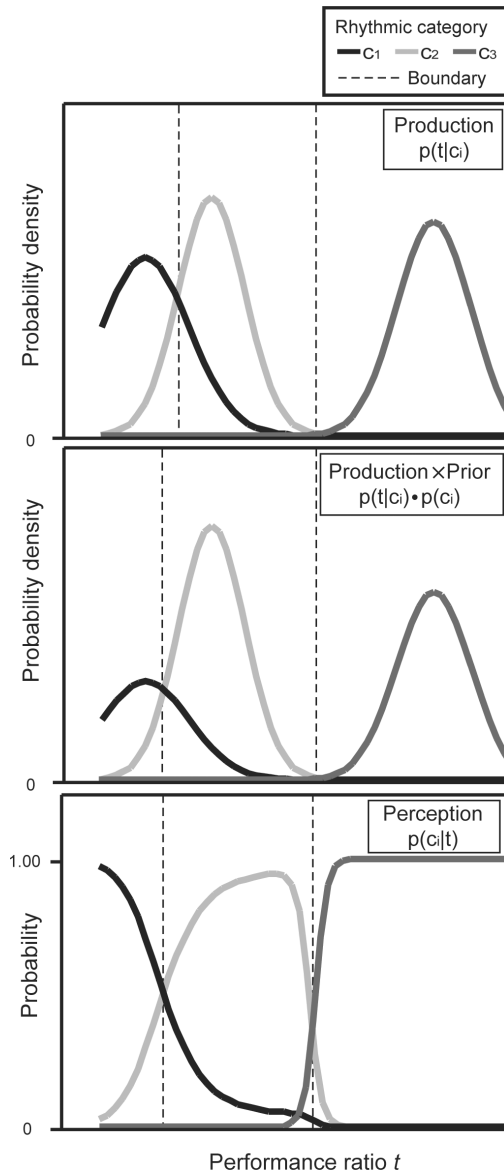 Rhythmic category
C₁ C₂ C₃
Boundary
Production
p(t|cᵢ)
Probability density
0
Production ×Prior
p(t|cᵢ)•p(cᵢ)
Probability density
0
Perception
p(cᵢ|t)
1.00
Probability
0
Performance ratio t